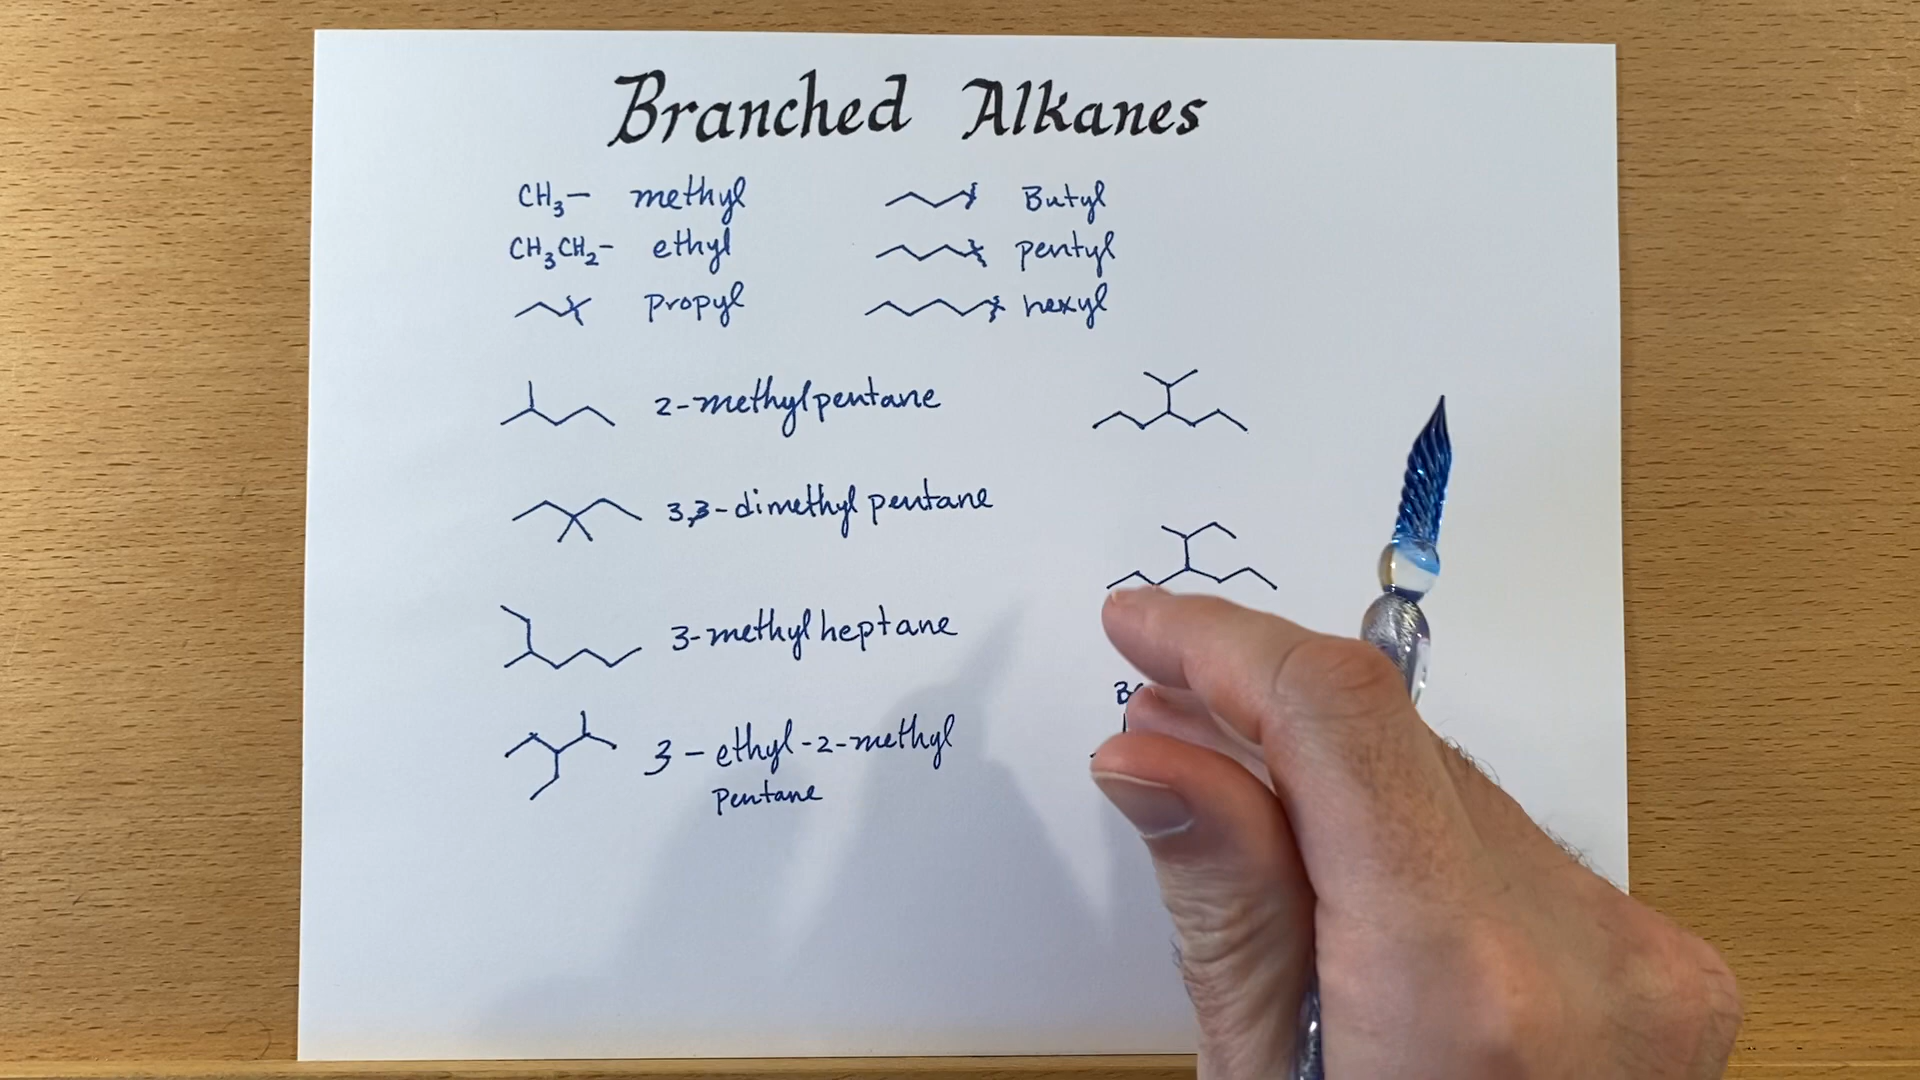 Branched Alkanes
CH₃— methyl
CH₃CH₂— ethyl
propyl
Butyl
pentyl
hexyl
2-methylpentane
3,3-dimethyl pentane
3-methyl heptane
3-ethyl-2-methyl
Pentane